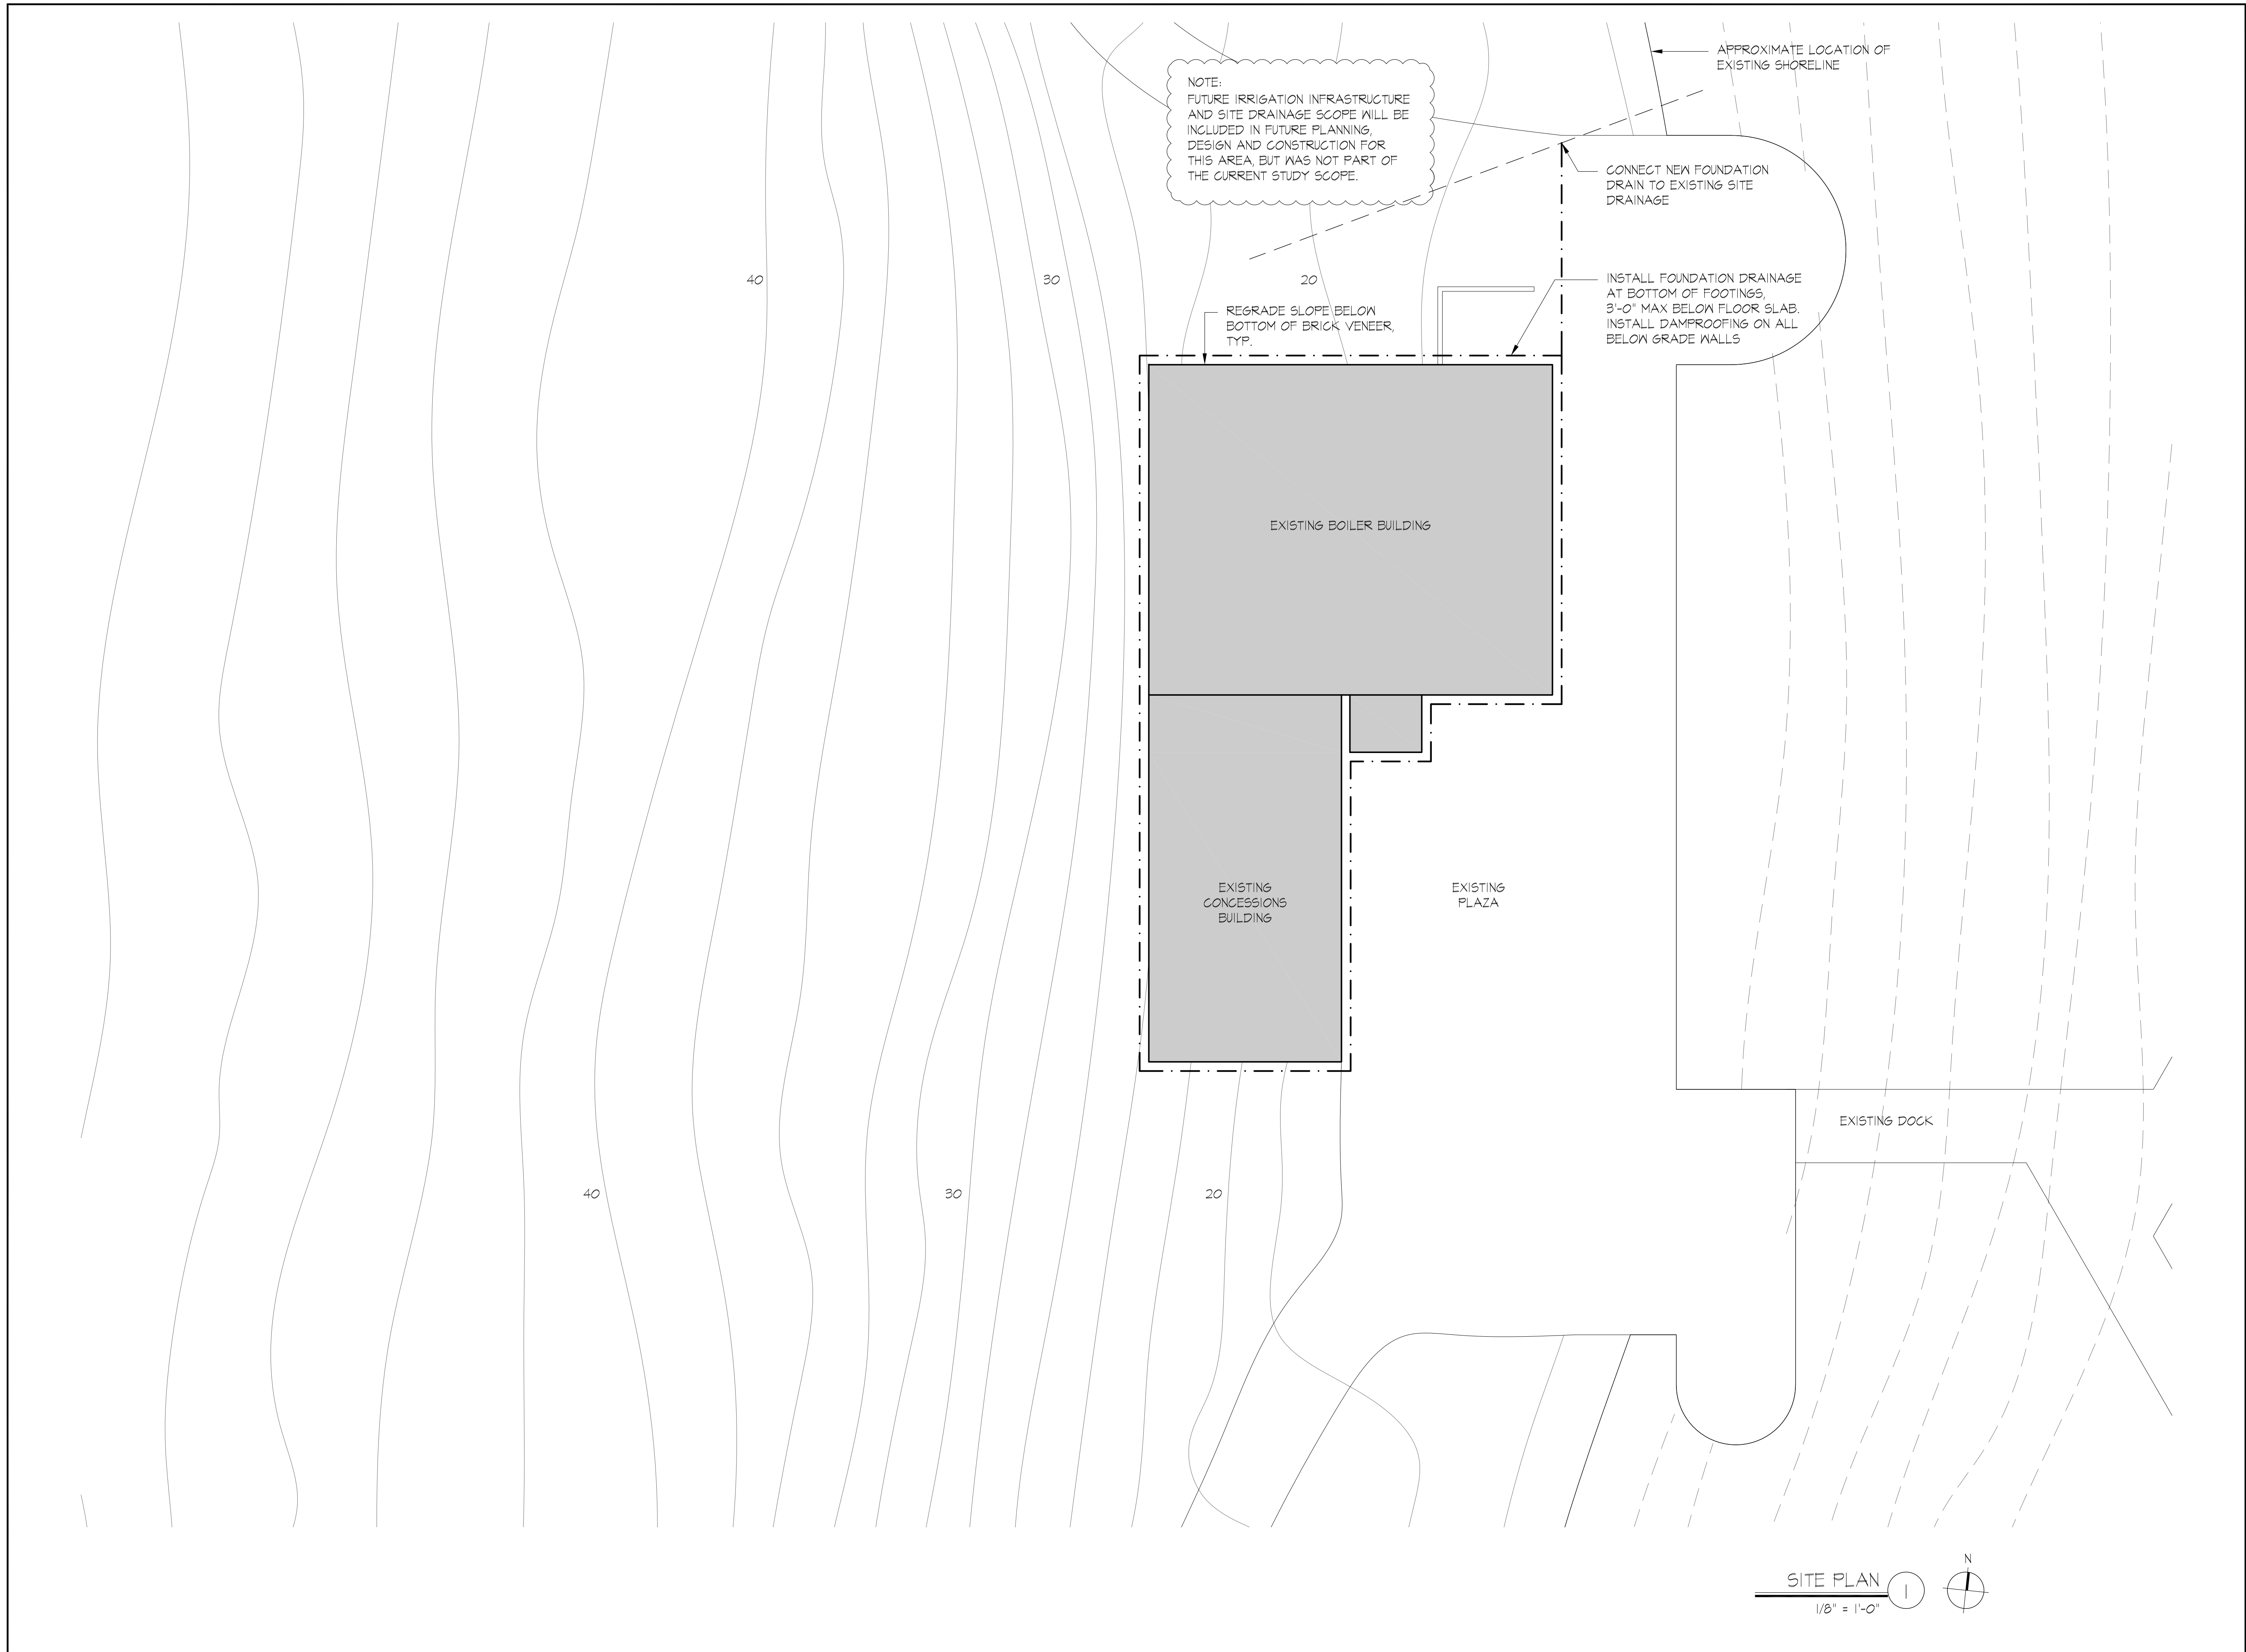 APPROXIMATE LOCATION OF
EXISTING SHORELINE
NOTE:
FUTURE IRRIGATION INFRASTRUCTURE
AND SITE DRAINAGE SCOPE WILL BE
INCLUDED IN FUTURE PLANNING,
DESIGN AND CONSTRUCTION FOR
THIS AREA, BUT WAS NOT PART OF
THE CURRENT STUDY SCOPE.
CONNECT NEW FOUNDATION
DRAIN TO EXISTING SITE
DRAINAGE
40
30
20
INSTALL FOUNDATION DRAINAGE
AT BOTTOM OF FOOTINGS,
3'-0" MAX BELOW FLOOR SLAB.
INSTALL DAMPROOFING ON ALL
BELOW GRADE WALLS
REGRADE SLOPE BELOW
BOTTOM OF BRICK VENEER,
TYP.
EXISTING BOILER BUILDING
EXISTING
CONCESSIONS
BUILDING
EXISTING
PLAZA
EXISTING DOCK
40
30
20
N
SITE PLAN
1
1/8" = 1'-0"